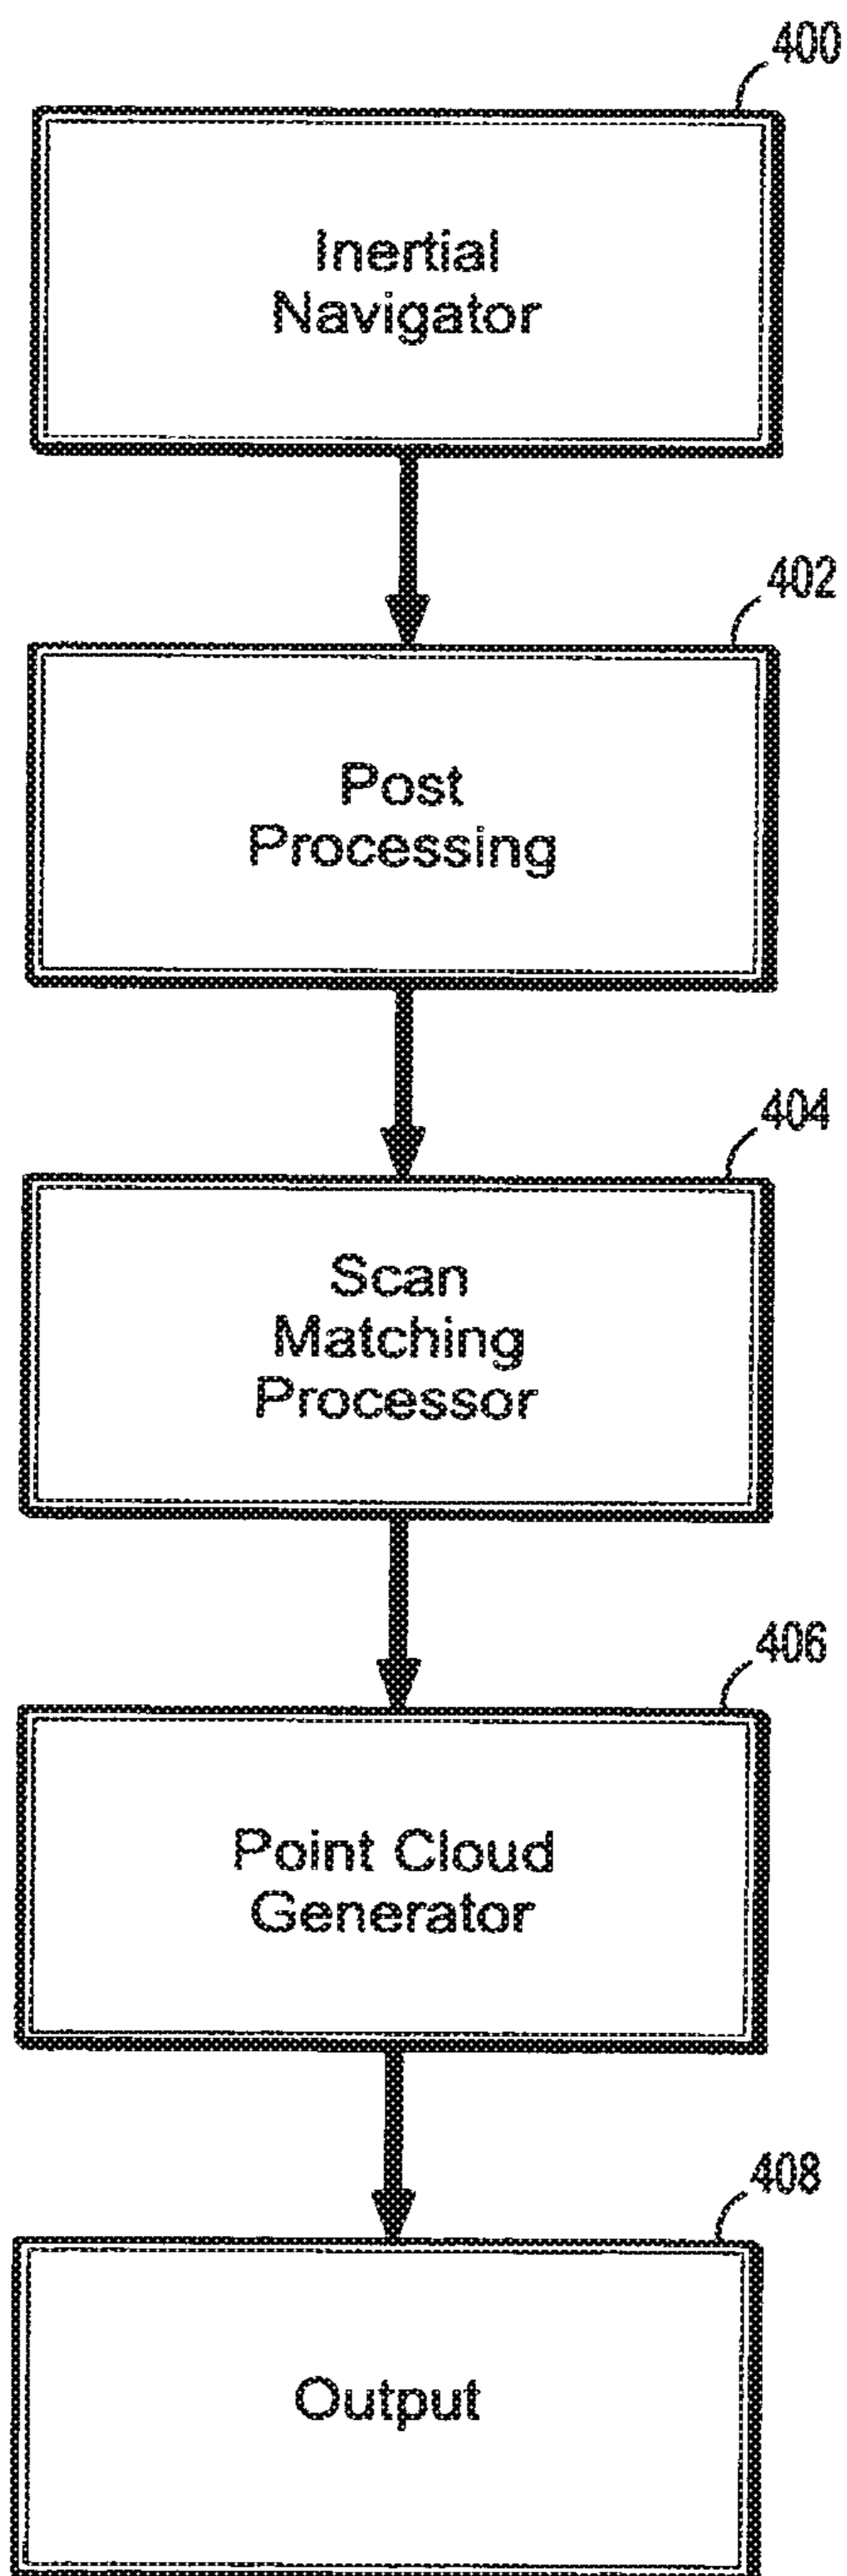 400
Inertial
Navigator
402
Post
Processing
404
Scan
Matching
Processor
406
Point Cloud
Generator
408
Output